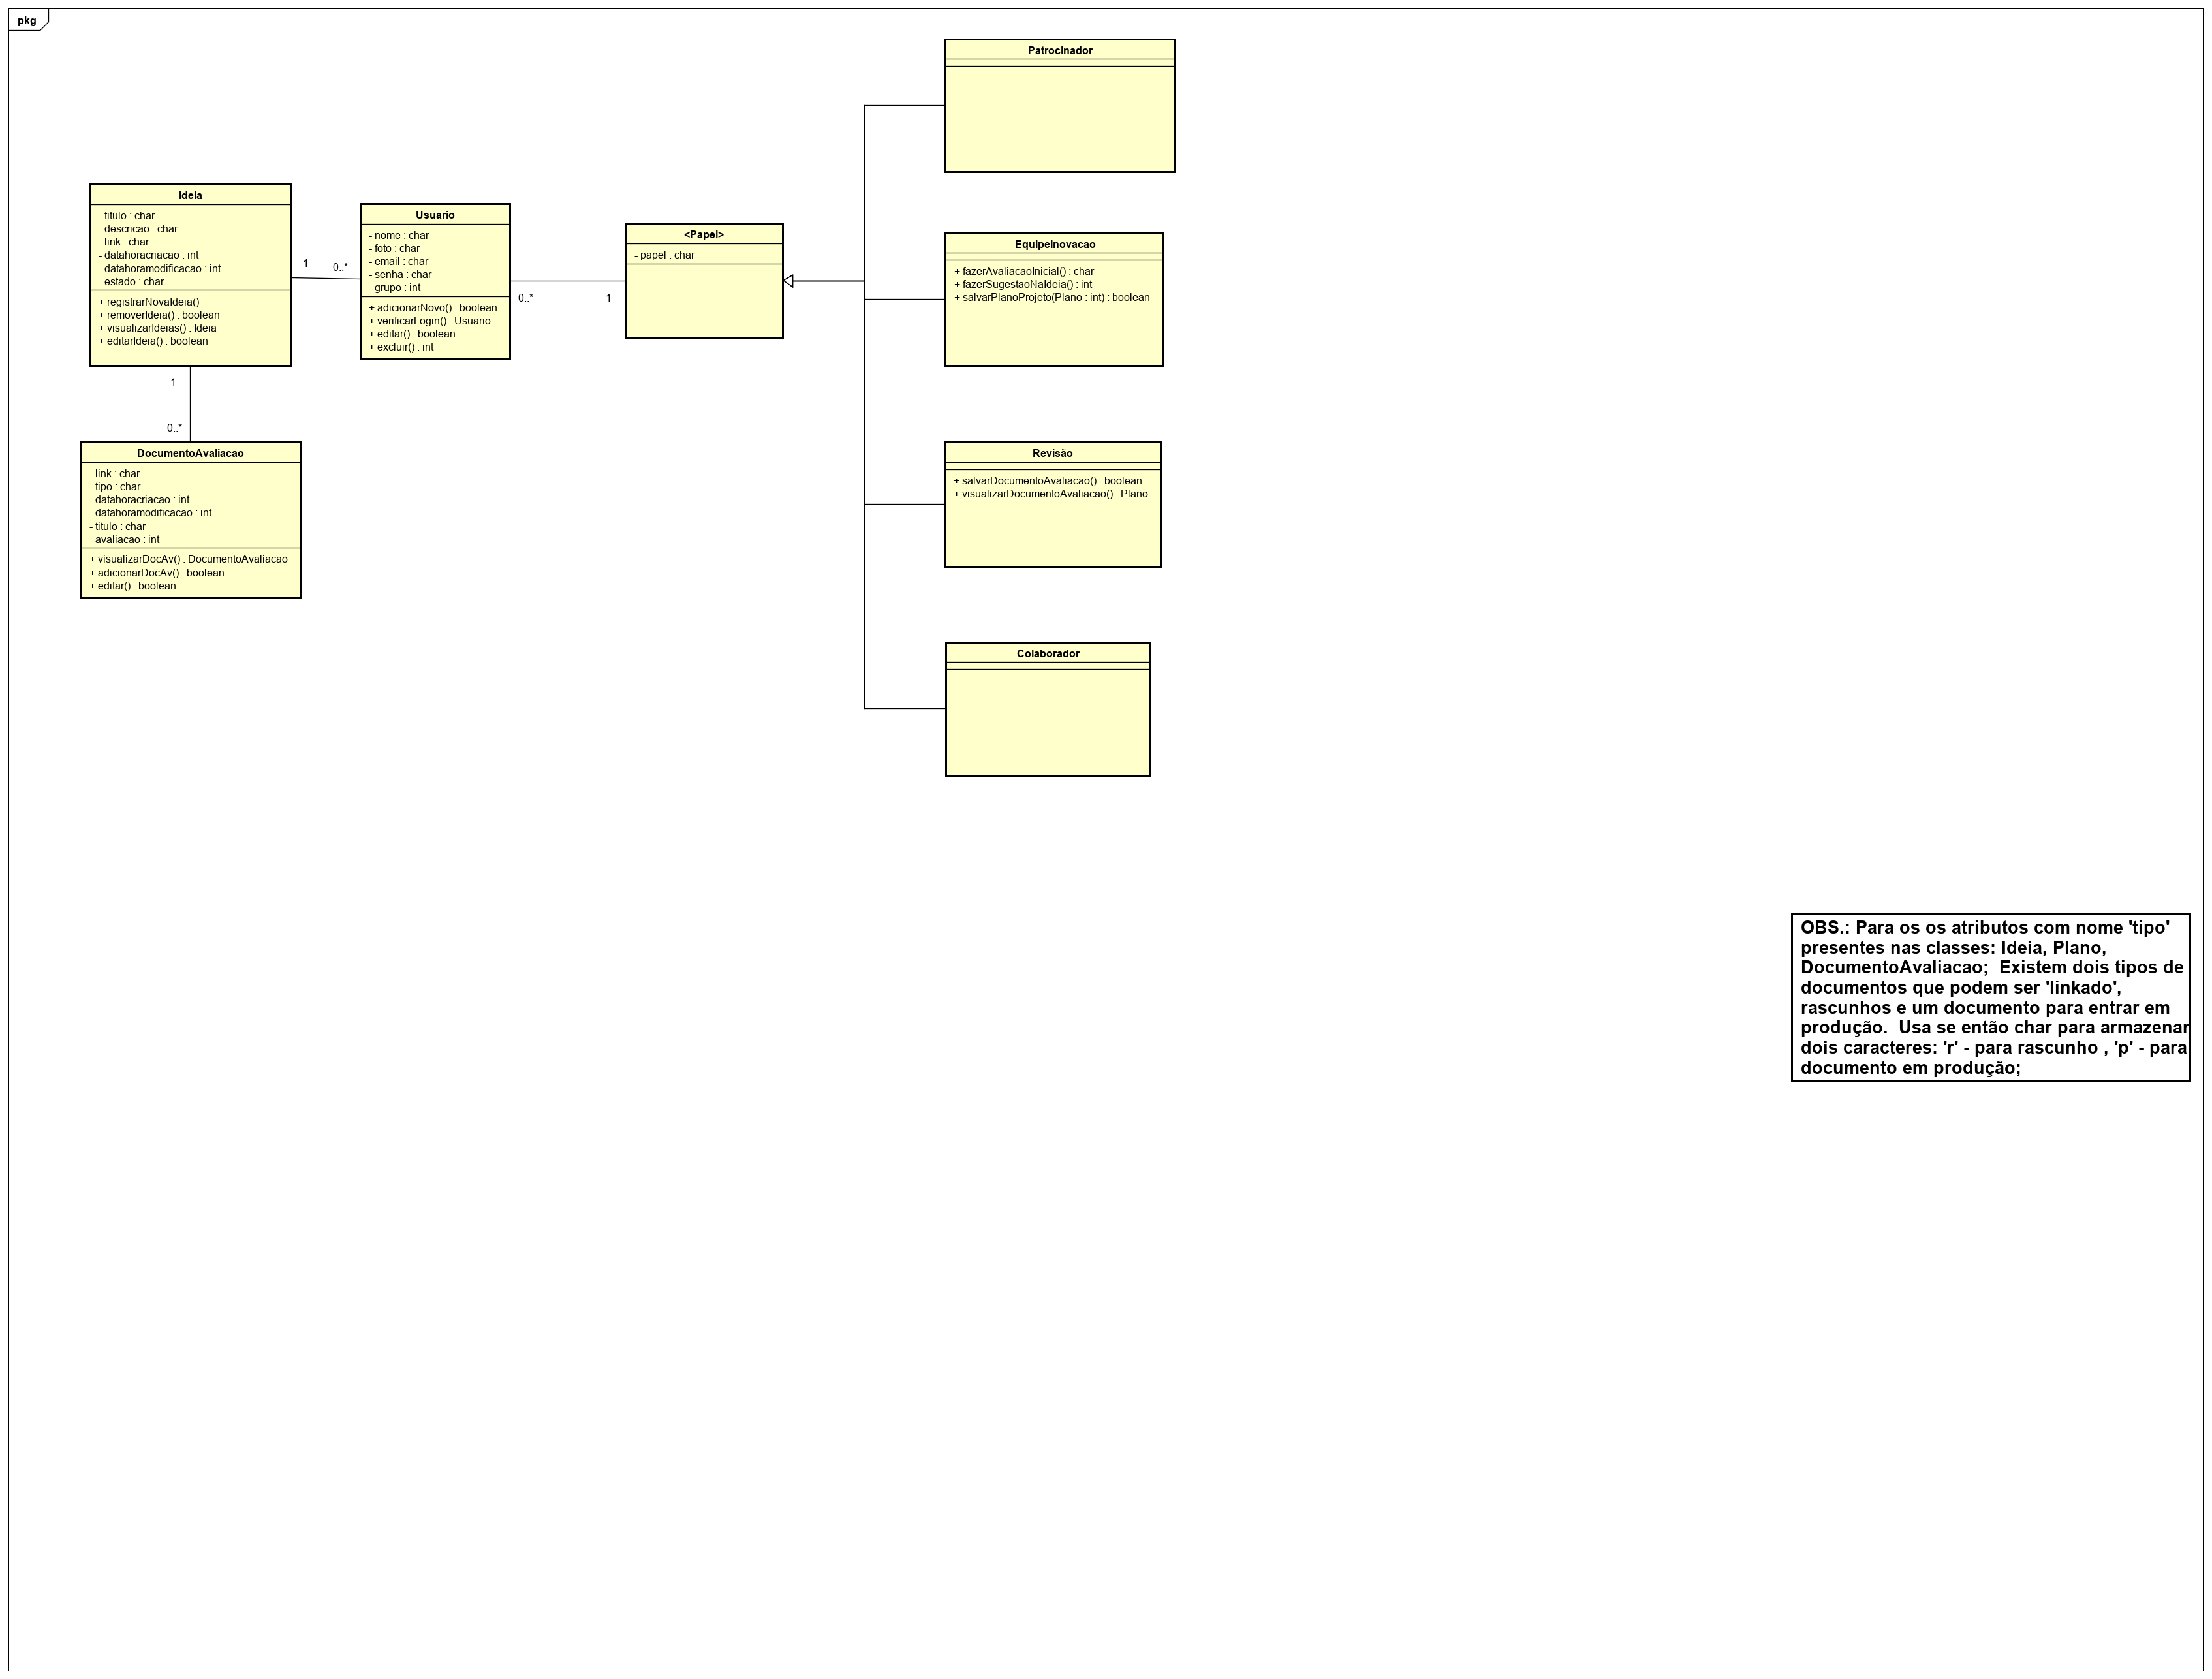 pkg
Patrocinador
Ideia
- titulo : char
- descricao : char
- link : char
- datahoracriacao : int
- datahoramodificacao : int
- estado : char
+ registrarNovaIdeia()
+ removerIdeia() : boolean
+ visualizarIdeias() : Ideia
+ editarIdeia() : boolean
1
0..*
Usuario
- nome : char
- foto : char
- email : char
- senha : char
- grupo : int
+ adicionarNovo() : boolean
+ verificarLogin() : Usuario
+ editar() : boolean
+ excluir() : int
0..*
1
<Papel>
- papel : char
EquipeInovacao
+ fazerAvaliacaoInicial() : char
+ fazerSugestaoNaIdeia() : int
+ salvarPlanoProjeto(Plano : int) : boolean
1
0..*
DocumentoAvaliacao
- link : char
- tipo : char
- datahoracriacao : int
- datahoramodificacao : int
- titulo : char
- avaliacao : int
+ visualizarDocAv() : DocumentoAvaliacao
+ adicionarDocAv() : boolean
+ editar() : boolean
Revisão
+ salvarDocumentoAvaliacao() : boolean
+ visualizarDocumentoAvaliacao() : Plano
Colaborador
OBS.: Para os os atributos com nome 'tipo'
presentes nas classes: Ideia, Plano,
DocumentoAvaliacao;  Existem dois tipos de
documentos que podem ser 'linkado',
rascunhos e um documento para entrar em
produção.  Usa se então char para armazenar
dois caracteres: 'r' - para rascunho , 'p' - para
documento em produção;